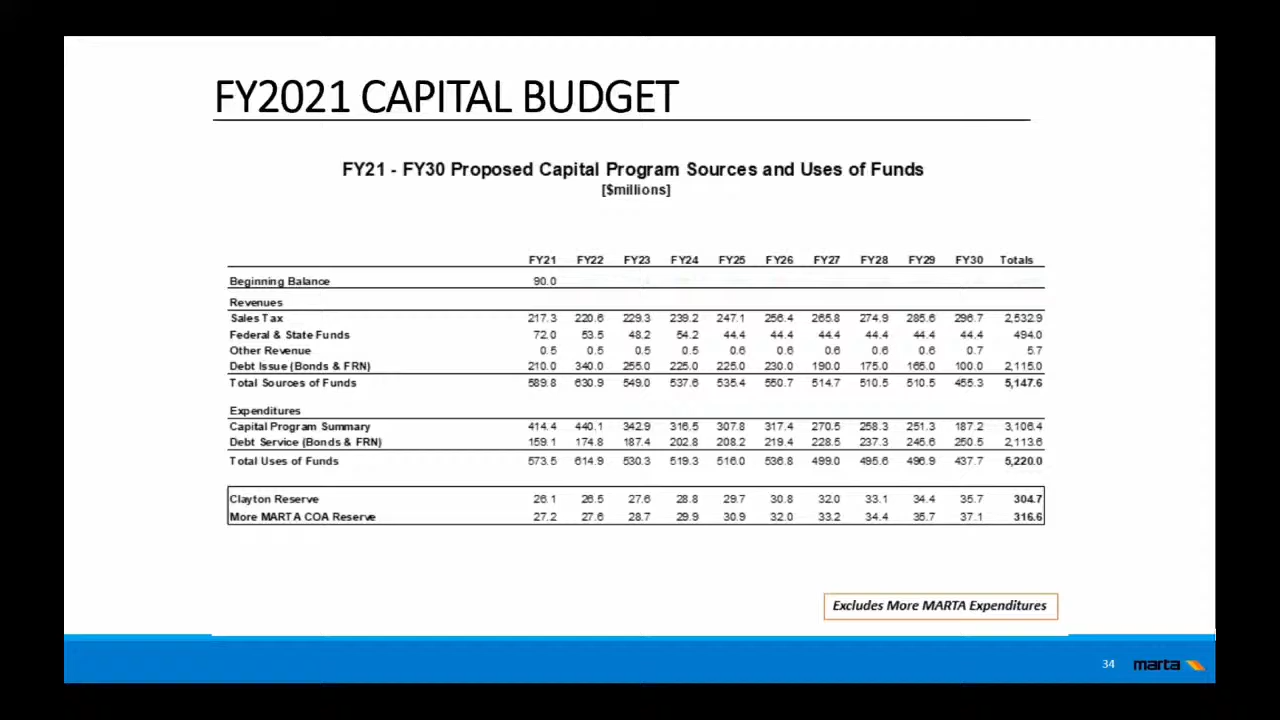 FY2021 CAPITAL BUDGET
FY21 - FY30 Proposed Capital Program Sources and Uses of Funds
[$millions]
FY21 FY22 FY23 FY24 FY25 FY26 FY27 FY28 FY29 FY30 Totals
Beginning Balance 90.0
Revenues
Sales Tax 217.3 220.6 229.3 239.2 247.1 256.4 265.8 274.9 285.6 296.7 2,532.9
Federal & State Funds 72.0 53.5 48.2 54.2 44.4 44.4 44.4 44.4 44.4 44.4 494.0
Other Revenue 0.5 0.5 0.5 0.5 0.6 0.6 0.6 0.6 0.6 0.7 5.7
Debt Issue (Bonds & FRN) 210.0 340.0 255.0 225.0 225.0 230.0 190.0 175.0 165.0 100.0 2,115.0
Total Sources of Funds 589.8 630.9 549.0 537.6 535.4 550.7 514.7 510.5 510.5 455.3 5,147.6
Expenditures
Capital Program Summary 414.4 440.1 342.9 316.5 307.8 317.4 270.5 258.3 251.3 187.2 3,106.4
Debt Service (Bonds & FRN) 159.1 174.8 187.4 202.8 208.2 219.4 228.5 237.3 245.6 250.5 2,113.6
Total Uses of Funds 573.5 614.9 530.3 519.3 516.0 536.8 499.0 495.6 496.9 437.7 5,220.0
Clayton Reserve 26.1 26.5 27.6 28.8 29.7 30.8 32.0 33.1 34.4 35.7 304.7
More MARTA COA Reserve 27.2 27.6 28.7 29.9 30.9 32.0 33.2 34.4 35.7 37.1 316.6
Excludes More MARTA Expenditures
34 marta